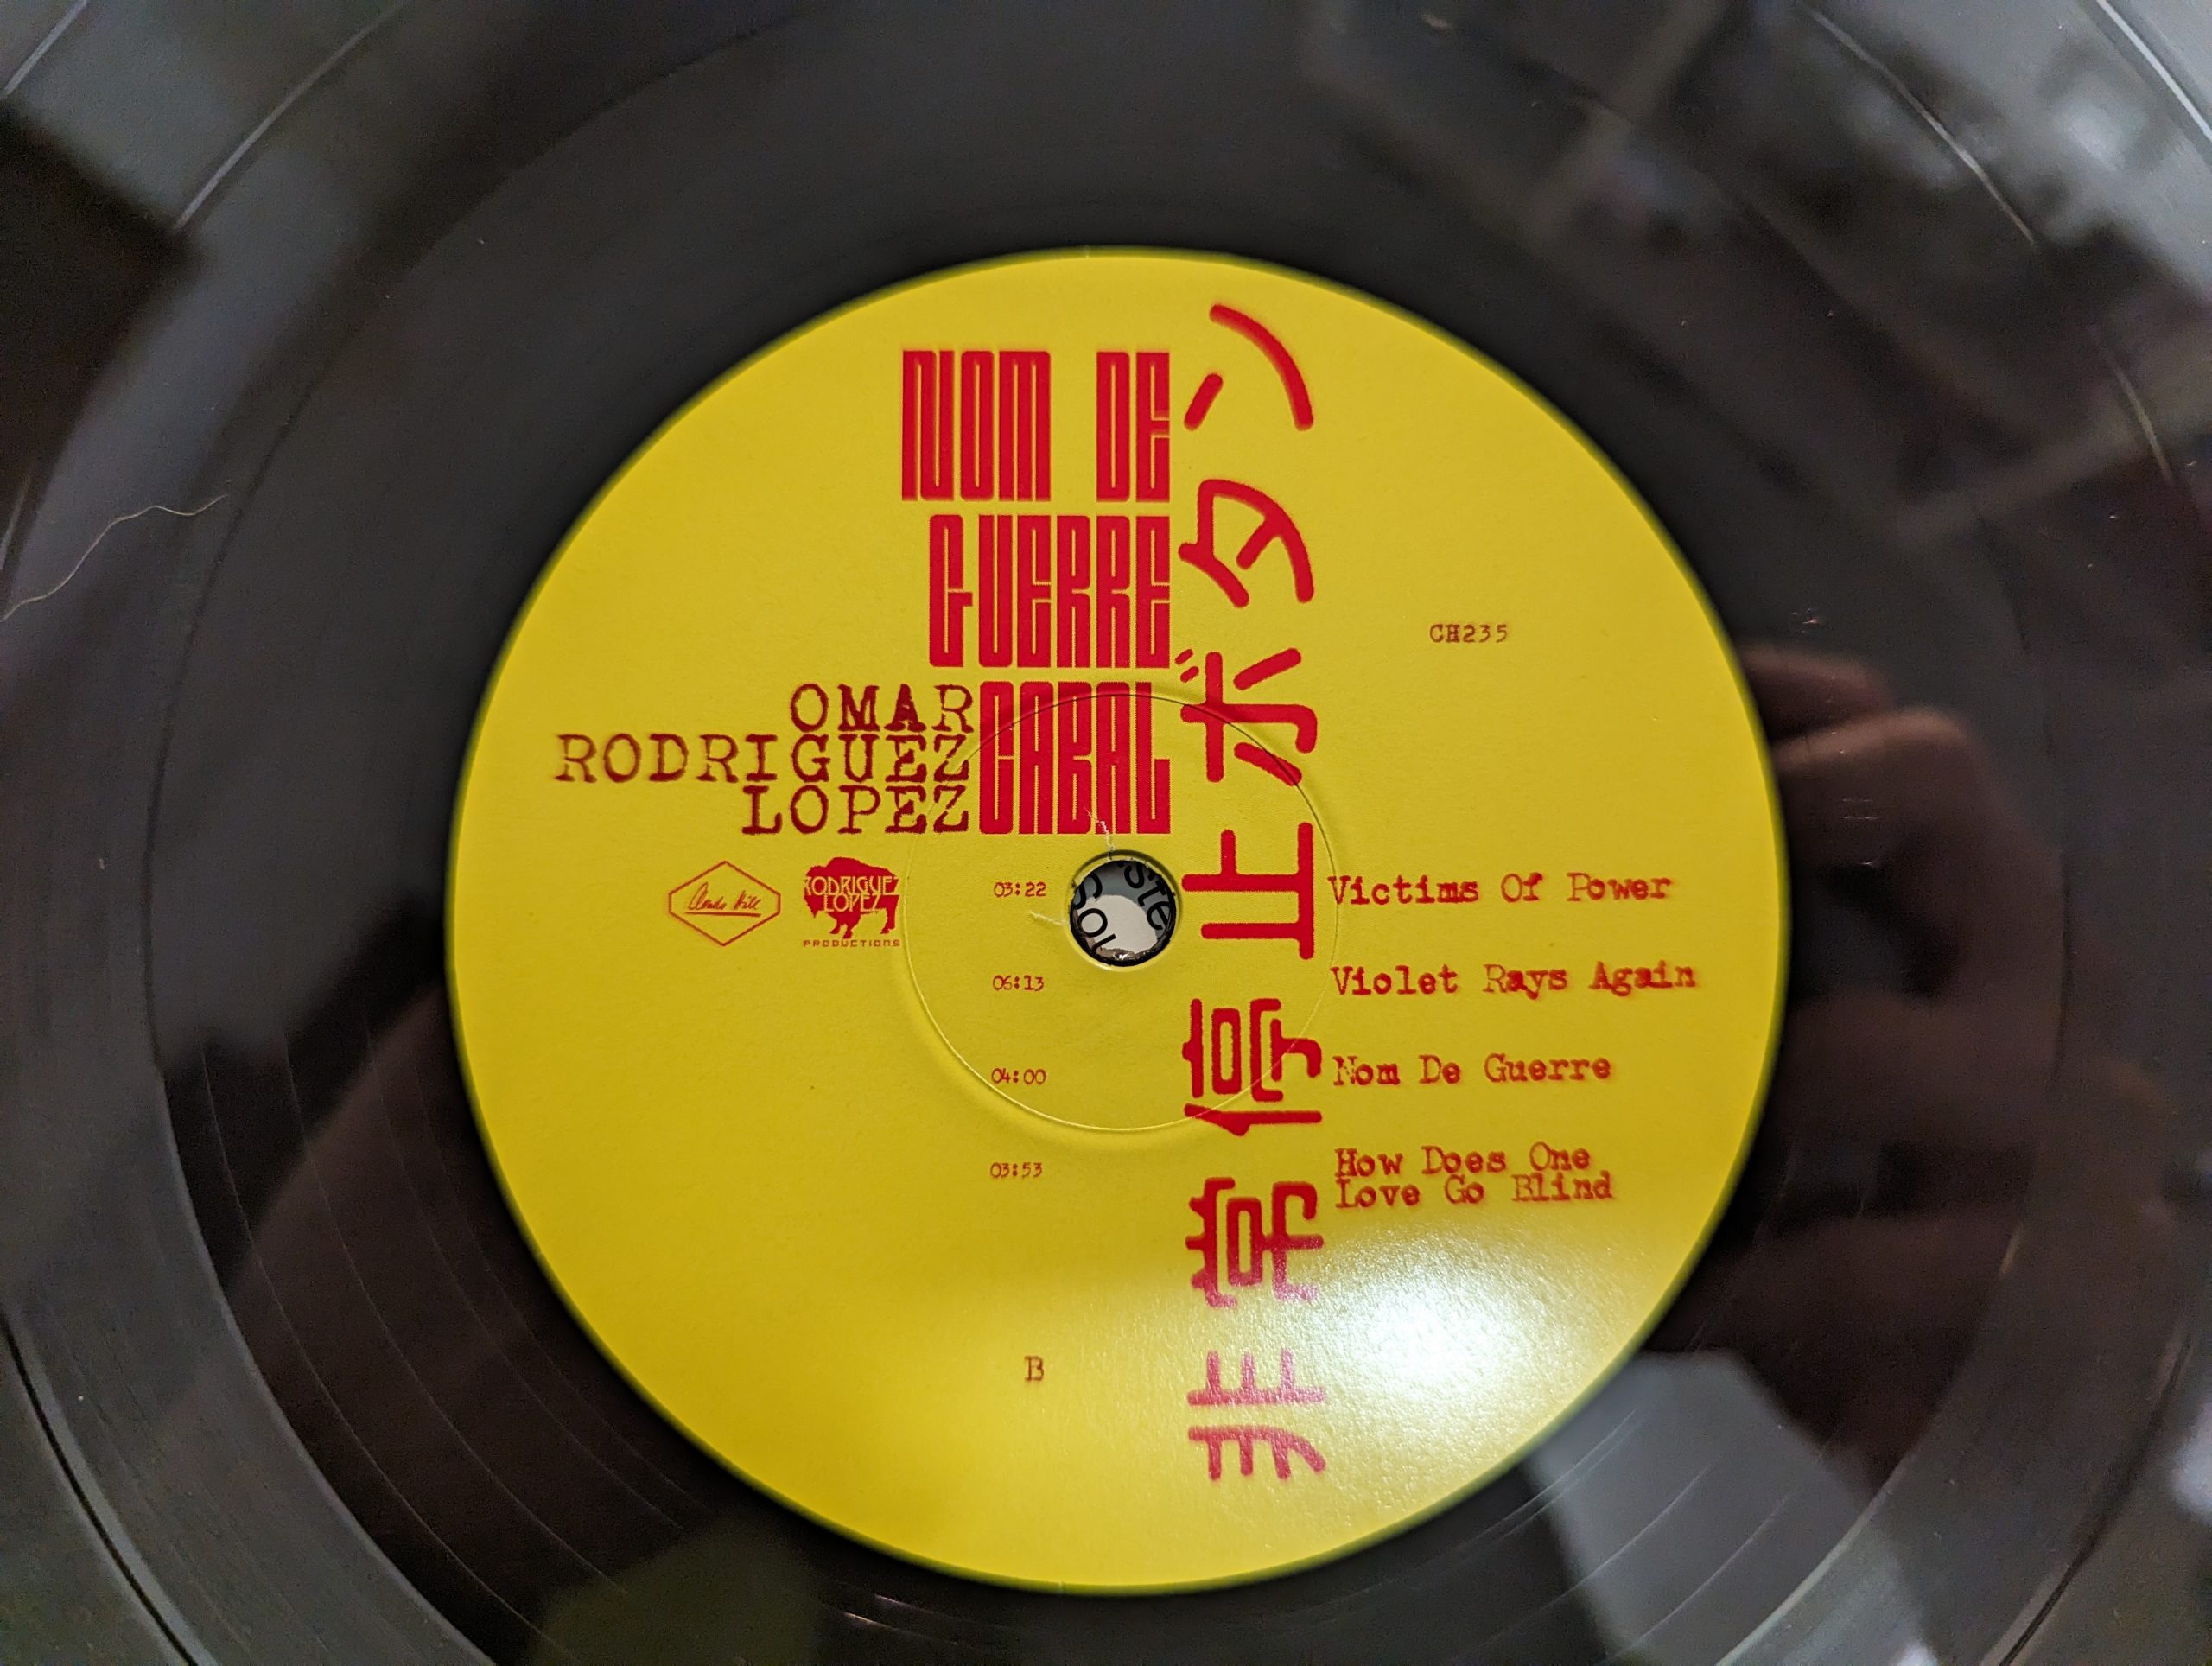 NOM DE
GUERRE
CABAL
OMAR
RODRIGUEZ
LOPEZ
非常停止ボタン
CH235
Clouds Hill
RODRIGUEZ
LOPEZ
PRODUCTIONS
03:22 Victims Of Power
06:13 Violet Rays Again
04:00 Nom De Guerre
03:53 How Does One
Love Go Blind
B